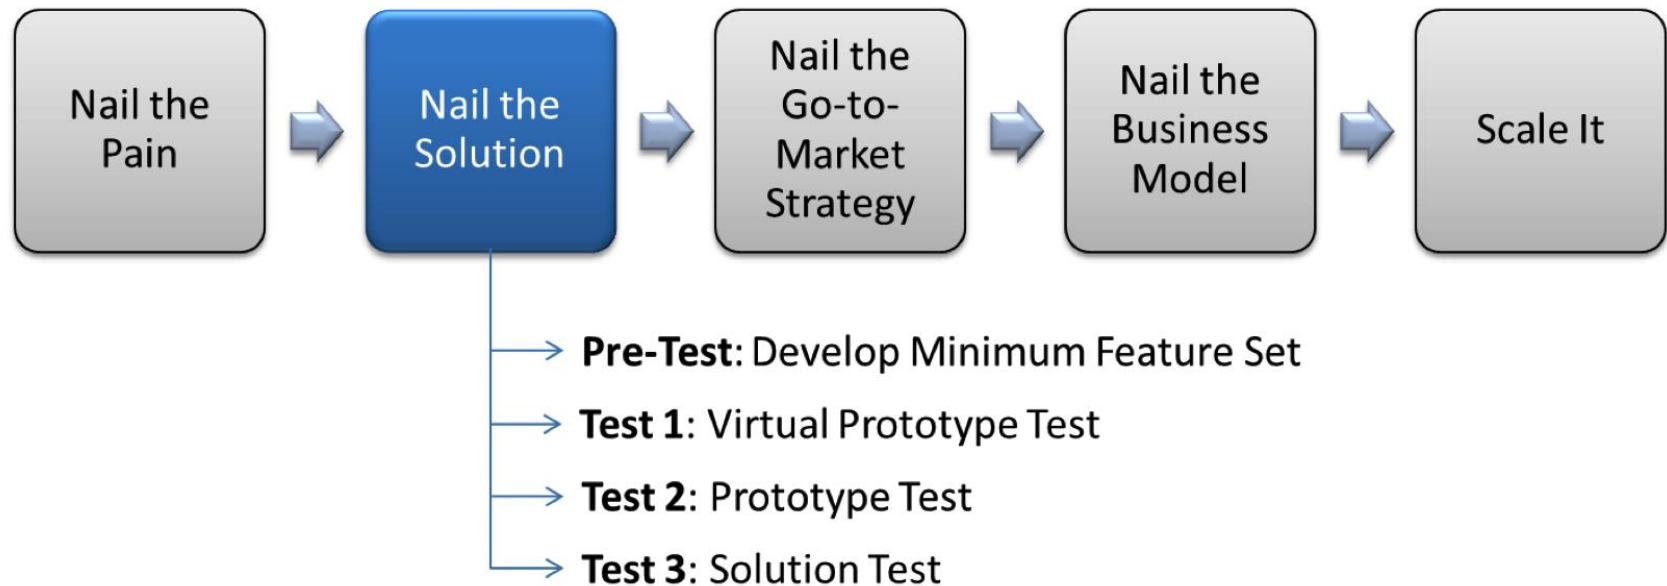 Nail the
Pain
Nail the
Solution
Nail the
Go-to-
Market
Strategy
Nail the
Business
Model
Scale It
Pre-Test: Develop Minimum Feature Set
Test 1: Virtual Prototype Test
Test 2: Prototype Test
Test 3: Solution Test